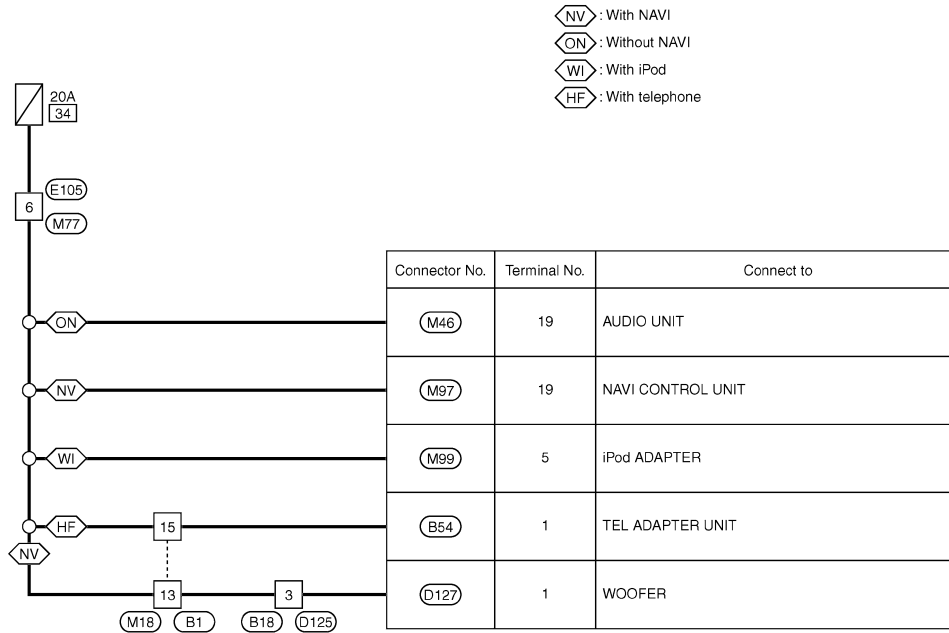 NV : With NAVI
ON : Without NAVI
WI : With iPod
HF : With telephone
20A
34
6
E105
M77
Connector No. Terminal No. Connect to
ON M46 19 AUDIO UNIT
NV M97 19 NAVI CONTROL UNIT
WI M99 5 iPod ADAPTER
HF 15 B54 1 TEL ADAPTER UNIT
NV
13 3 D127 1 WOOFER
M18 B1 B18 D125